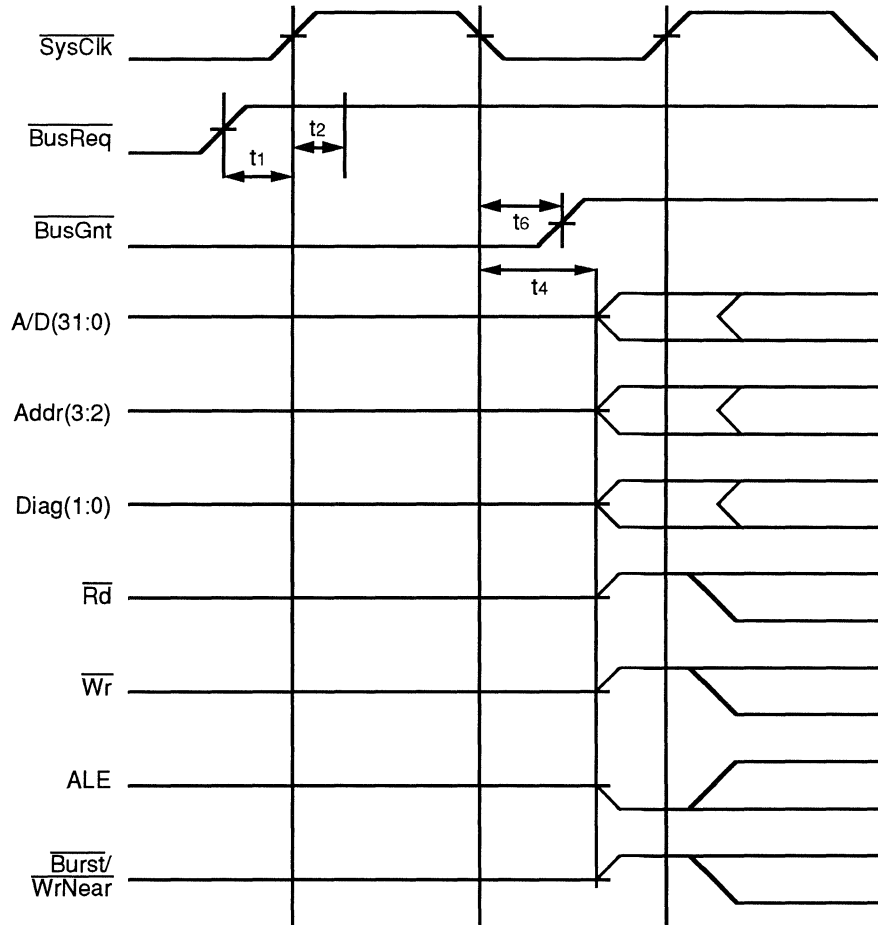 SysClk
BusReq
t1
t2
BusGnt
t6
t4
A/D(31:0)
Addr(3:2)
Diag(1:0)
Rd
Wr
ALE
Burst/
WrNear